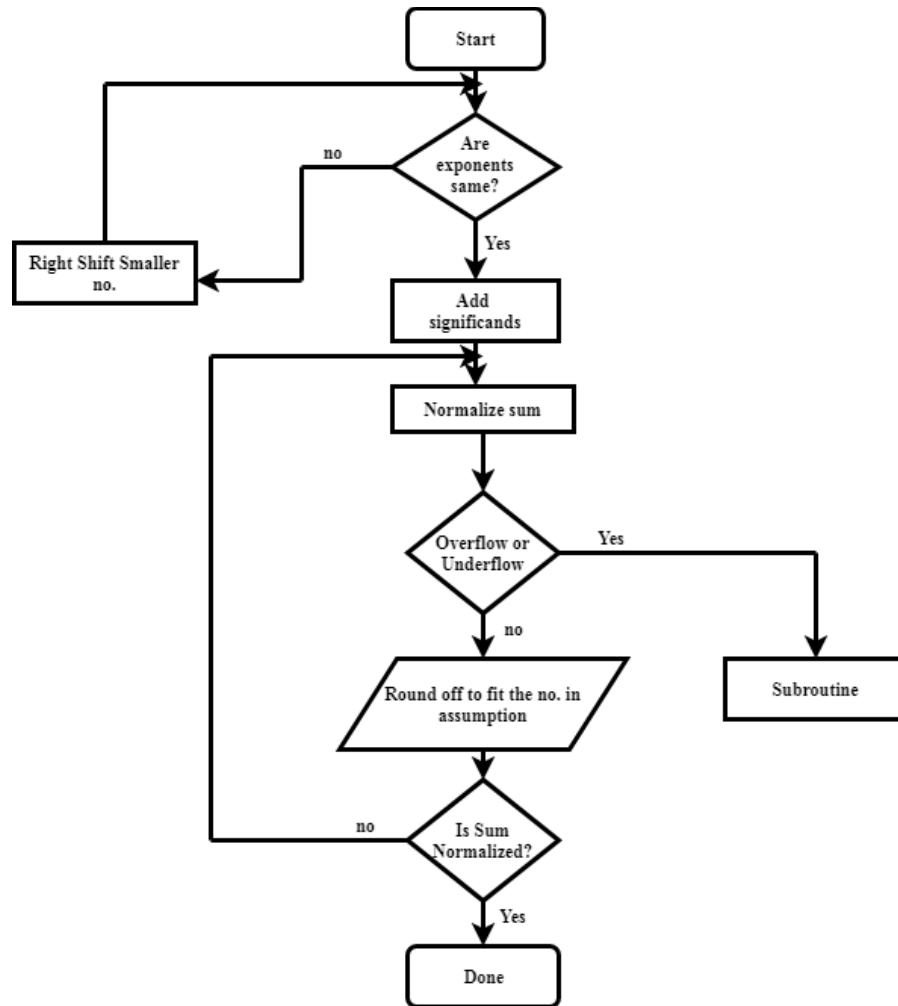 Start
Are
exponents
same?
no
Yes
Right Shift Smaller
no.
Add
significands
Normalize sum
Overflow or
Underflow
Yes
no
Round off to fit the no. in
assumption
Subroutine
Is Sum
Normalized?
no
Yes
Done